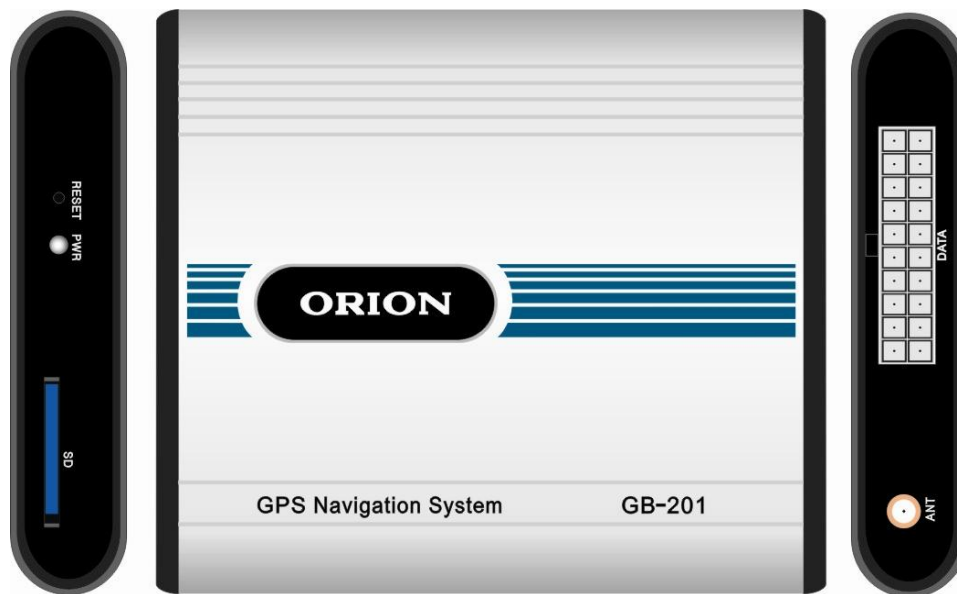 RESET
PWR
SD
ORION
GPS Navigation System GB-201
DATA
ANT